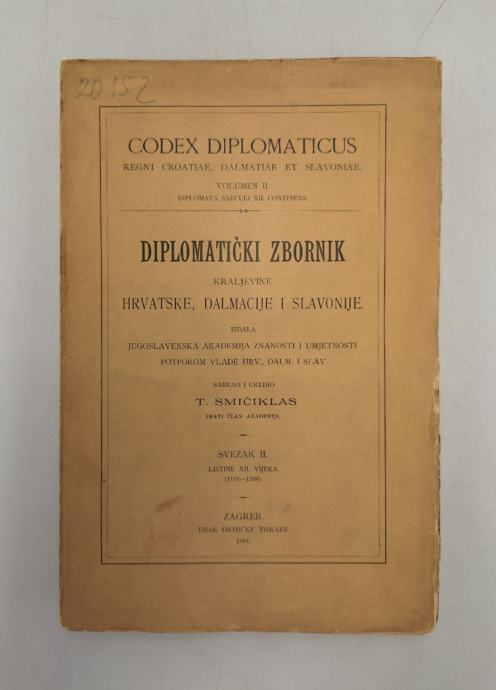 20 152
CODEX DIPLOMATICUS
REGNI CROATIAE, DALMATIAE ET SLAVONIAE.
VOLUMEN II.
DIPLOMATA SAECULI XII. CONTINENS.
DIPLOMATIČKI ZBORNIK
KRALJEVINE
HRVATSKE, DALMACIJE I SLAVONIJE.
IZDALA
JUGOSLAVENSKA AKADEMIJA ZNANOSTI I UMJETNOSTI
POTPOROM VLADE HRV., DALM. I SLAV.
SABRAO I UREDIO
T. SMIČIKLAS
PRAVI ČLAN AKADEMIJE.
SVEZAK II.
LISTINE XII. VIJEKA.
(1101—1200).
ZAGREB.
TISAK DIONIČKE TISKARE.
1904.